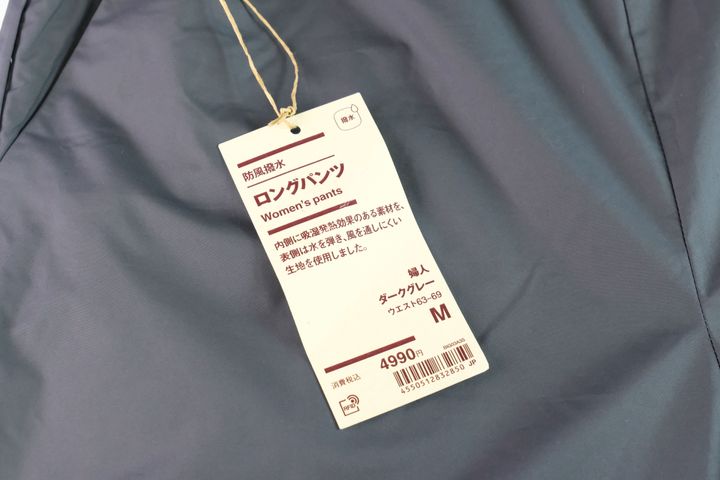 撥水
防風撥水
ロングパンツ
Women's pants
内側に吸湿発熱効果のある素材を、
表側は水を弾き、風を通しにくい
生地を使用しました。
婦人
ダークグレー
ウエスト63-69
M
消費税込 4990円
4550512832850 JP
RFID